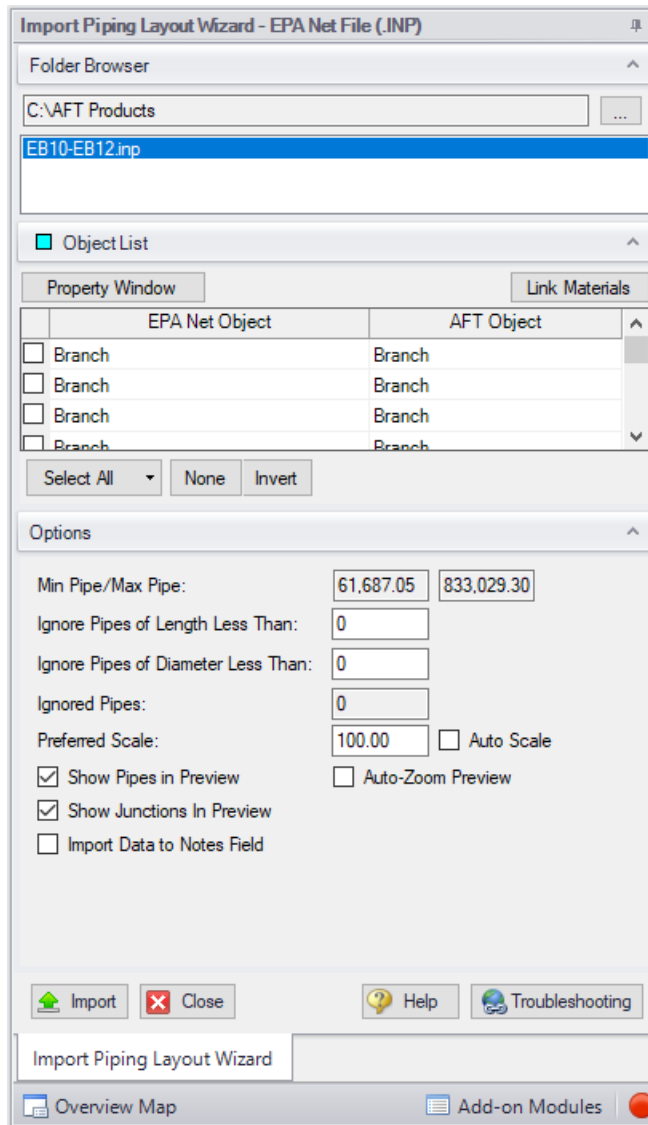 Import Piping Layout Wizard - EPA Net File (.INP)
Folder Browser
C:\AFT Products
...
EB10-EB12.inp
Object List
Property Window Link Materials
EPA Net Object AFT Object
Branch Branch
Branch Branch
Branch Branch
Branch Branch
Select All None Invert
Options
Min Pipe/Max Pipe: 61,687.05 833,029.30
Ignore Pipes of Length Less Than: 0
Ignore Pipes of Diameter Less Than: 0
Ignored Pipes: 0
Preferred Scale: 100.00 Auto Scale
Show Pipes in Preview Auto-Zoom Preview
Show Junctions In Preview
Import Data to Notes Field
Import Close Help Troubleshooting
Import Piping Layout Wizard
Overview Map Add-on Modules